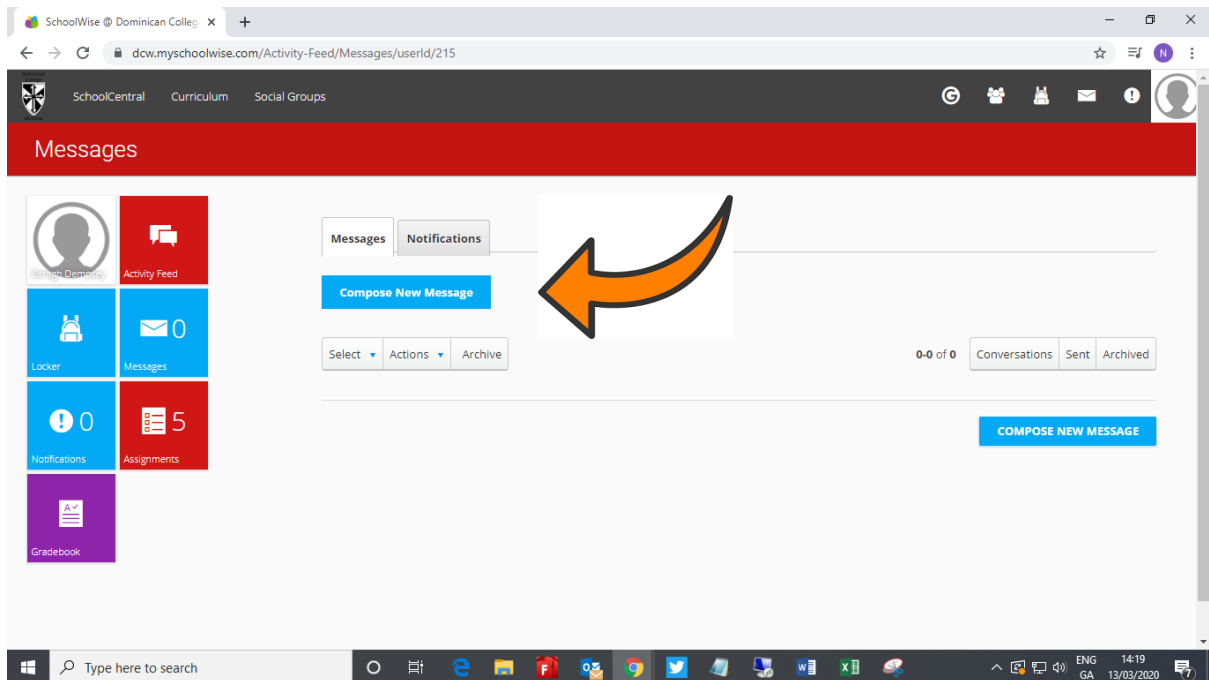 SchoolWise @ Dominican Colleg
dcw.myschoolwise.com/Activity-Feed/Messages/userId/215
N
SchoolCentral Curriculum Social Groups
G
Messages
Dempsey
Activity Feed
Messages Notifications
Compose New Message
Locker
0
Messages
Select Actions Archive
0-0 of 0 Conversations Sent Archived
0
Notifications
5
Assignments
COMPOSE NEW MESSAGE
A
Gradebook
Type here to search
ENG
GA
14:19
13/03/2020
7